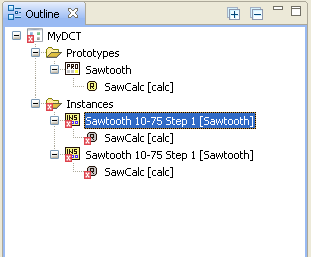 Outline
MyDCT
Prototypes
PRO Sawtooth
R SawCalc [calc]
Instances
INS Sawtooth 10-75 Step 1 [Sawtooth]
R SawCalc [calc]
INS Sawtooth 10-75 Step 1 [Sawtooth]
R SawCalc [calc]